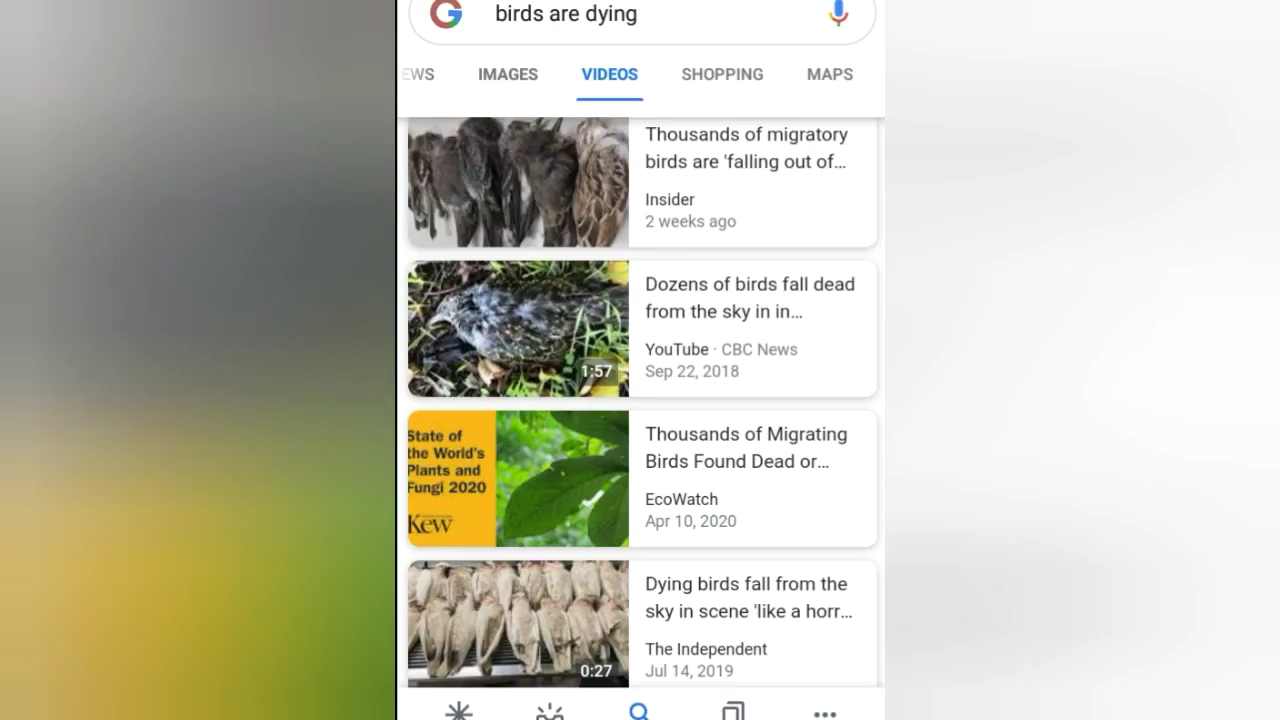 birds are dying
EWS IMAGES VIDEOS SHOPPING MAPS
Thousands of migratory
birds are 'falling out of...
Insider
2 weeks ago
Dozens of birds fall dead
from the sky in in...
YouTube · CBC News
Sep 22, 2018
1:57
State of
the World's
Plants and
Fungi 2020
Kew
Thousands of Migrating
Birds Found Dead or...
EcoWatch
Apr 10, 2020
Dying birds fall from the
sky in scene 'like a horr...
The Independent
Jul 14, 2019
0:27